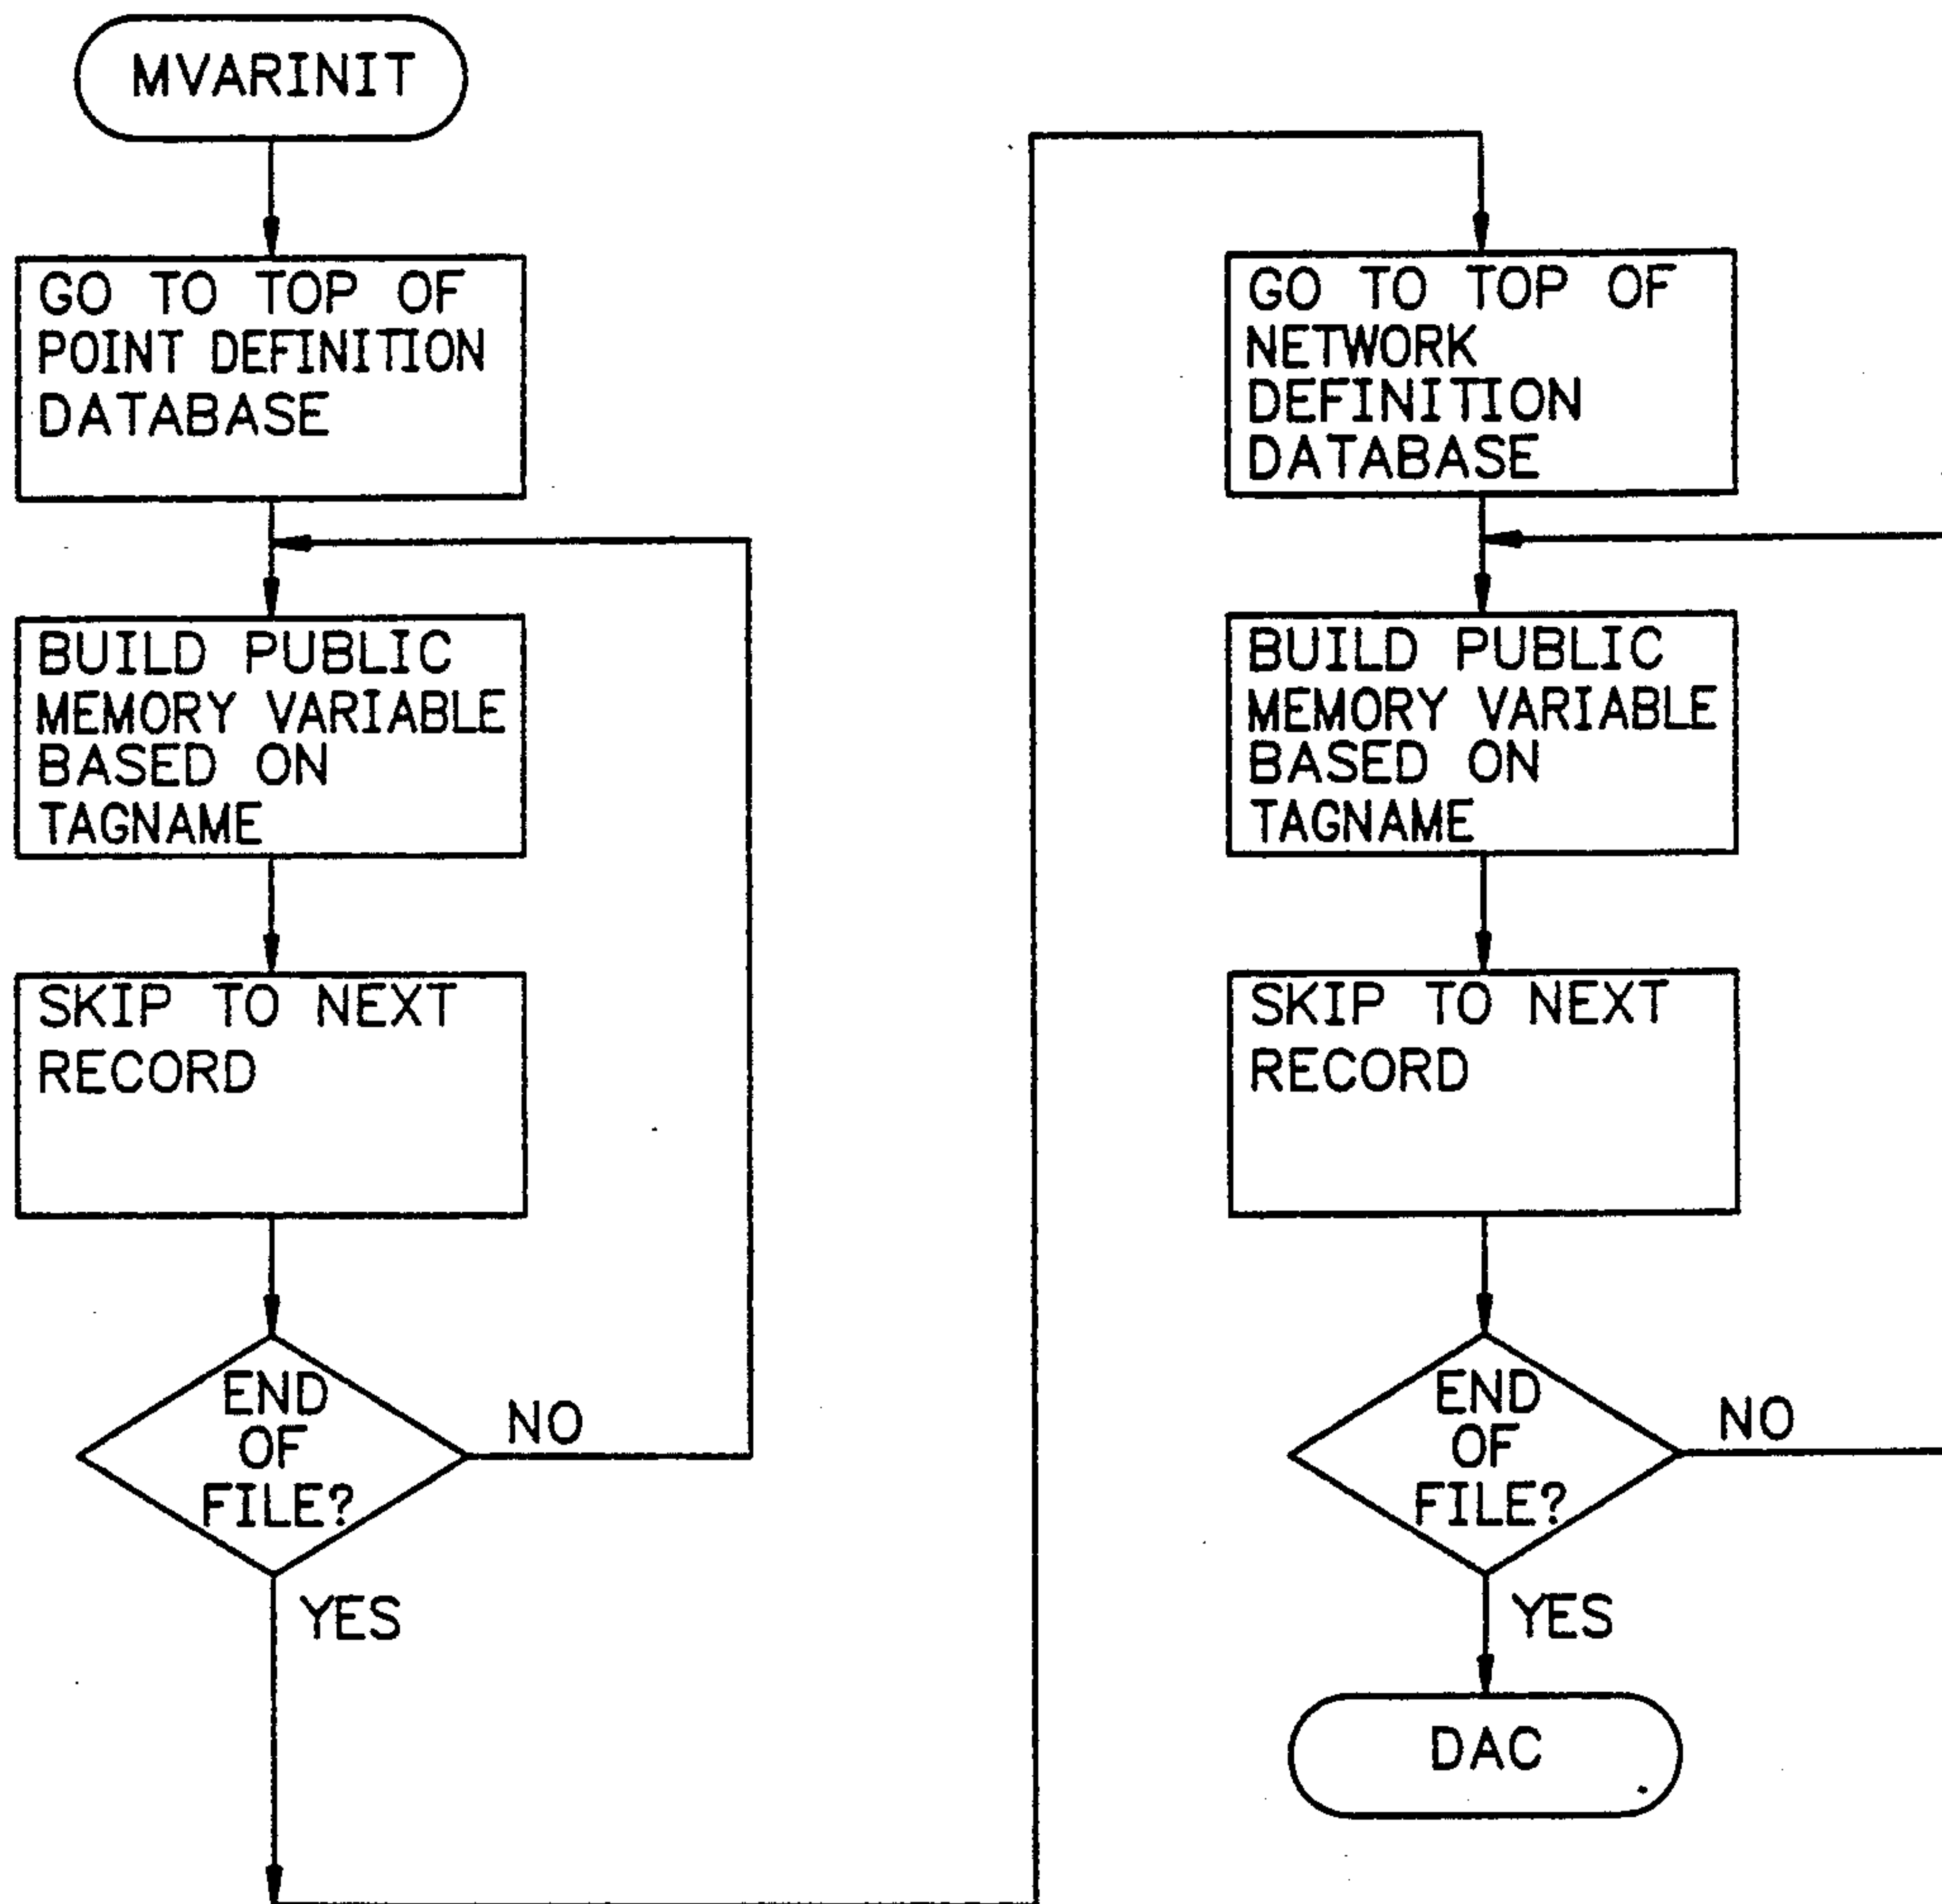 MVARINIT
GO TO TOP OF
POINT DEFINITION
DATABASE
BUILD PUBLIC
MEMORY VARIABLE
BASED ON
TAGNAME
SKIP TO NEXT
RECORD
END
OF
FILE?
NO
YES
GO TO TOP OF
NETWORK
DEFINITION
DATABASE
BUILD PUBLIC
MEMORY VARIABLE
BASED ON
TAGNAME
SKIP TO NEXT
RECORD
END
OF
FILE?
NO
YES
DAC